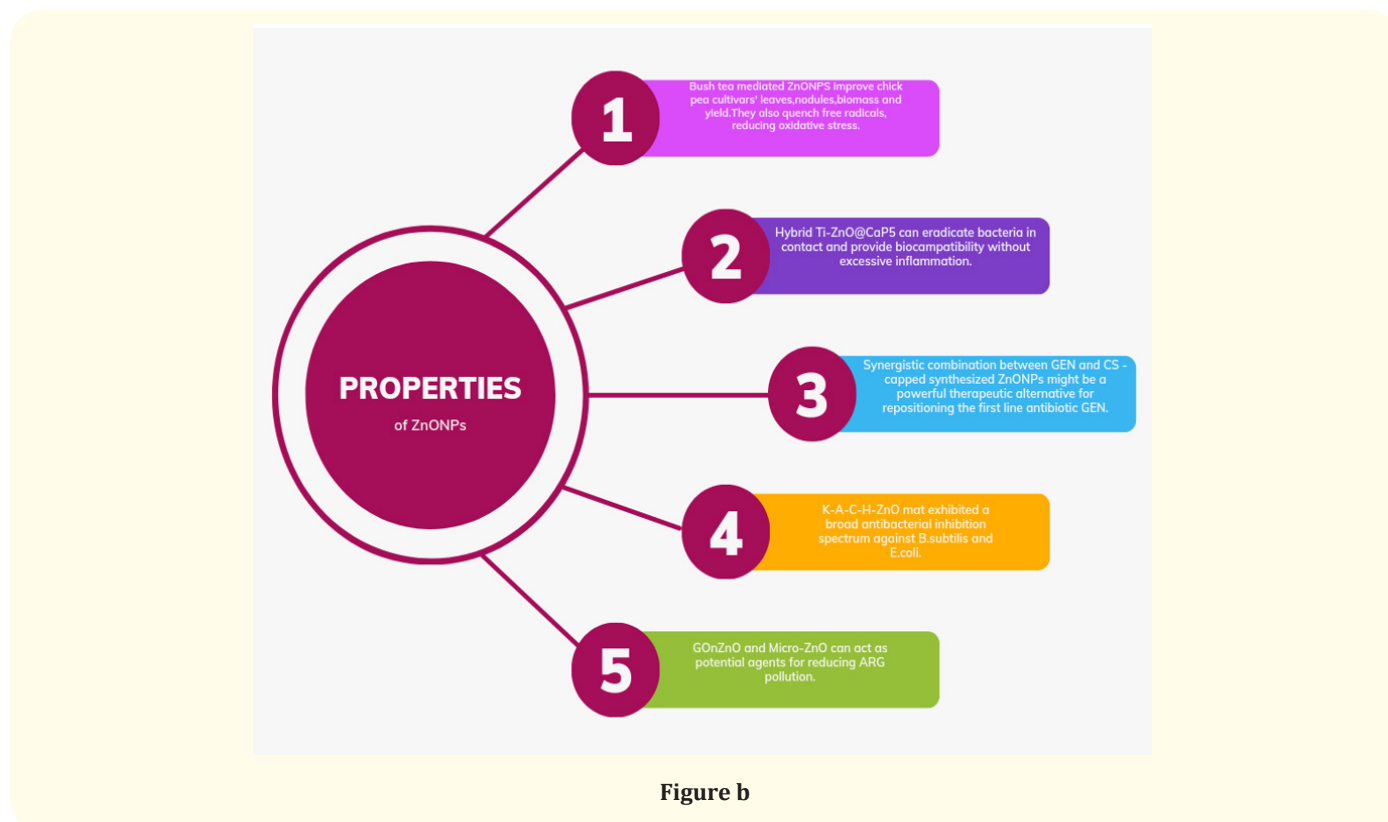 1
Bush tea mediated ZnONPS improve chick
pea cultivars' leaves,nodules,biomass and
yield.They also quench free radicals,
reducing oxidative stress.
2
Hybrid Ti-ZnO@CaP5 can eradicate bacteria in
contact and provide biocampatibility without
excessive inflammation.
PROPERTIES
of ZnONPs
3
Synergistic combination between GEN and CS -
capped synthesized ZnONPs might be a
powerful therapeutic alternative for
repositioning the first line antibiotic GEN.
4
K-A-C-H-ZnO mat exhibited a
broad antibacterial inhibition
spectrum against B.subtilis and
E.coli.
5
GOnZnO and Micro-ZnO can act as
potential agents for reducing ARG
pollution.
Figure b